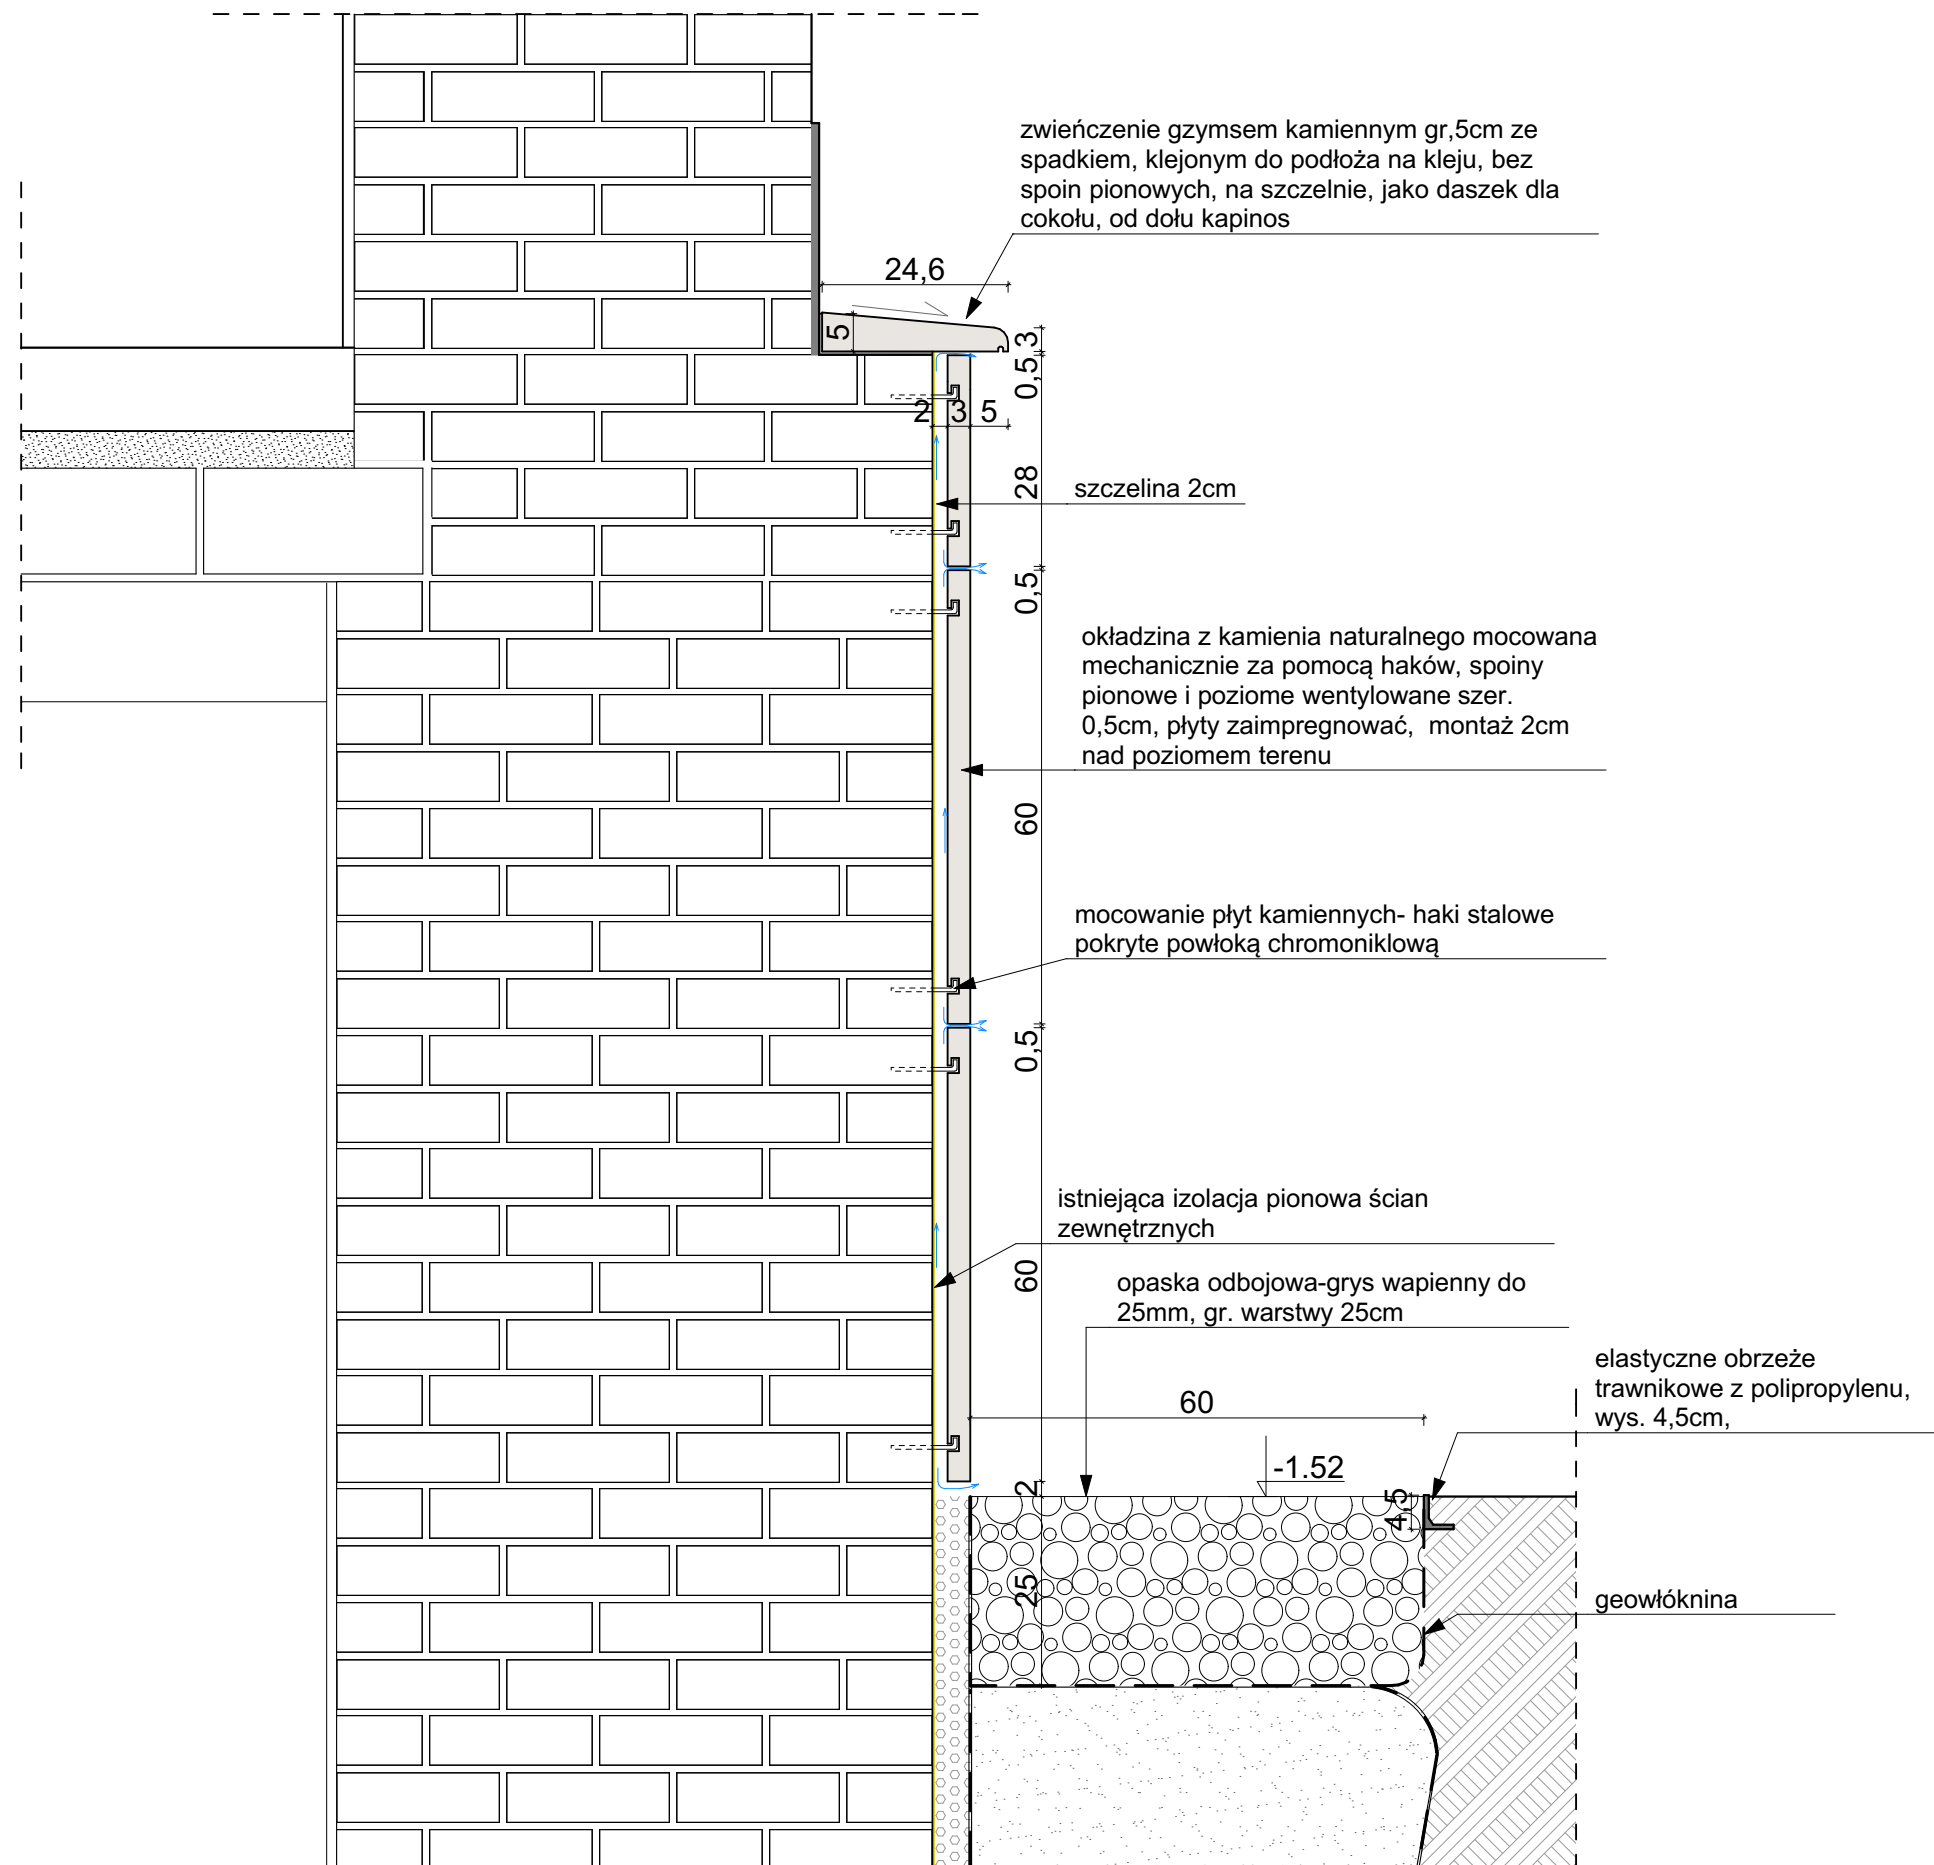 zwieńczenie gzymsem kamiennym gr,5cm ze
spadkiem, klejonym do podłoża na kleju, bez
spoin pionowych, na szczelnie, jako daszek dla
cokołu, od dołu kapinos
24,6
5
3
0,5
2 3 5
28
szczelina 2cm
0,5
okładzina z kamienia naturalnego mocowana
mechanicznie za pomocą haków, spoiny
pionowe i poziome wentylowane szer.
0,5cm, płyty zaimpregnować, montaż 2cm
nad poziomem terenu
60
mocowanie płyt kamiennych- haki stalowe
pokryte powłoką chromoniklową
0,5
istniejąca izolacja pionowa ścian
zewnętrznych
60
opaska odbojowa-grys wapienny do
25mm, gr. warstwy 25cm
elastyczne obrzeże
trawnikowe z polipropylenu,
wys. 4,5cm,
60
-1.52
2
4,5
25
geowłóknina